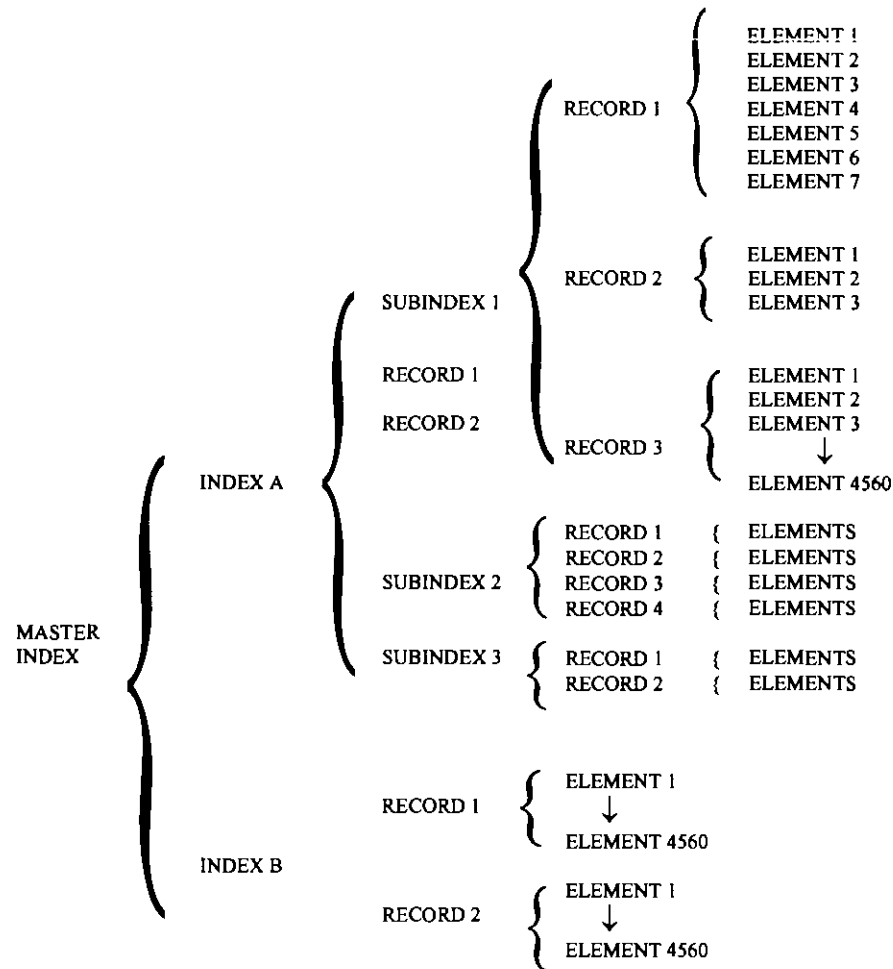 ELEMENT 1
ELEMENT 2
ELEMENT 3
RECORD 1 ELEMENT 4
ELEMENT 5
ELEMENT 6
ELEMENT 7
ELEMENT 1
RECORD 2 ELEMENT 2
SUBINDEX 1 ELEMENT 3
RECORD 1 ELEMENT 1
ELEMENT 2
RECORD 2 ELEMENT 3
RECORD 3 ↓
INDEX A ELEMENT 4560
RECORD 1 { ELEMENTS
RECORD 2 { ELEMENTS
SUBINDEX 2 RECORD 3 { ELEMENTS
RECORD 4 { ELEMENTS
MASTER
INDEX SUBINDEX 3 RECORD 1 { ELEMENTS
RECORD 2 { ELEMENTS
ELEMENT 1
RECORD 1 ↓
ELEMENT 4560
INDEX B
ELEMENT 1
RECORD 2 ↓
ELEMENT 4560